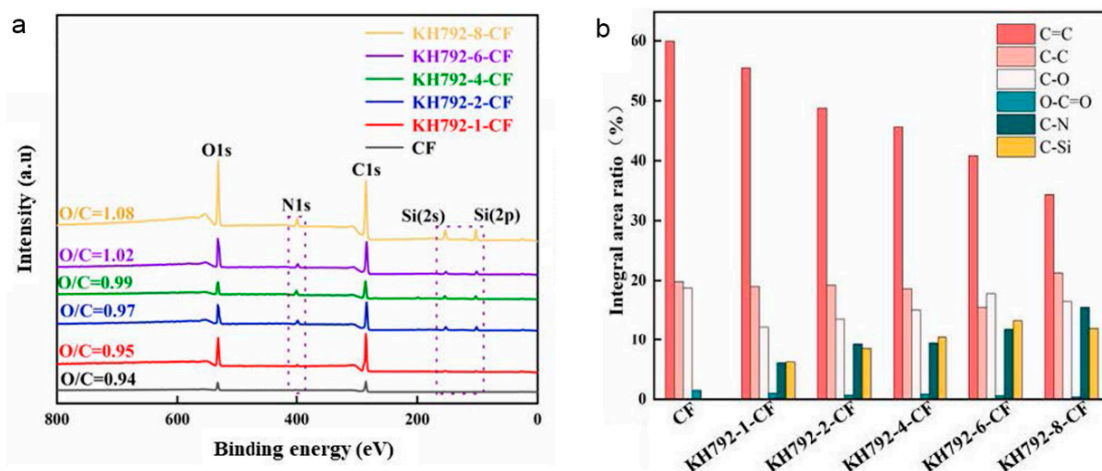 a
KH792-8-CF
KH792-6-CF
KH792-4-CF
KH792-2-CF
KH792-1-CF
CF
O1s
C1s
N1s
Si(2s)
Si(2p)
O/C=1.08
O/C=1.02
O/C=0.99
O/C=0.97
O/C=0.95
O/C=0.94
Intensity (a.u)
800
600
400
200
0
Binding energy (eV)
b
C=C
C-C
C-O
O-C=O
C-N
C-Si
60
50
40
30
20
10
0
Integral area ratio（%）
CF
KH792-1-CF
KH792-2-CF
KH792-4-CF
KH792-6-CF
KH792-8-CF